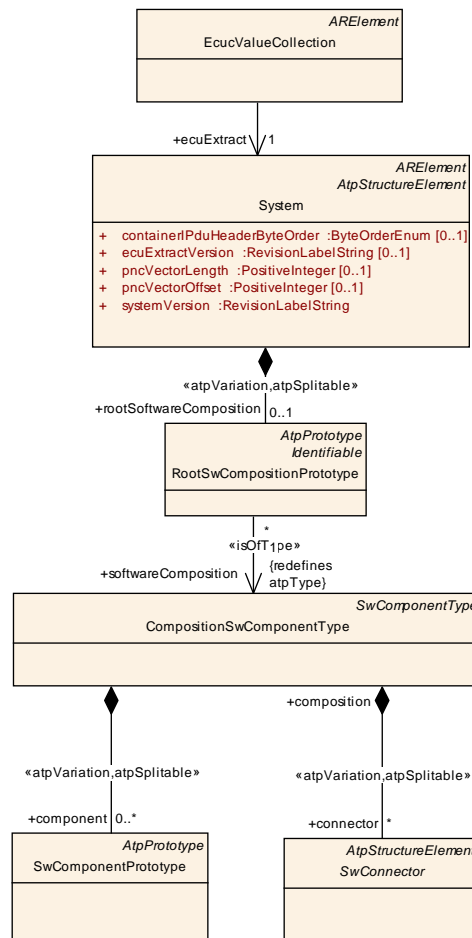 ARElement
EcucValueCollection
+ecuExtract 1
ARElement
AtpStructureElement
System
+ containerIPduHeaderByteOrder :ByteOrderEnum [0..1]
+ ecuExtractVersion :RevisionLabelString [0..1]
+ pncVectorLength :PositiveInteger [0..1]
+ pncVectorOffset :PositiveInteger [0..1]
+ systemVersion :RevisionLabelString
«atpVariation,atpSplitable»
+rootSoftwareComposition 0..1
AtpPrototype
Identifiable
RootSwCompositionPrototype
*
«isOfType»
1
+softwareComposition {redefines
atpType}
SwComponentType
CompositionSwComponentType
+composition
«atpVariation,atpSplitable» «atpVariation,atpSplitable»
+component 0..* +connector *
AtpPrototype
SwComponentPrototype
AtpStructureElement
SwConnector